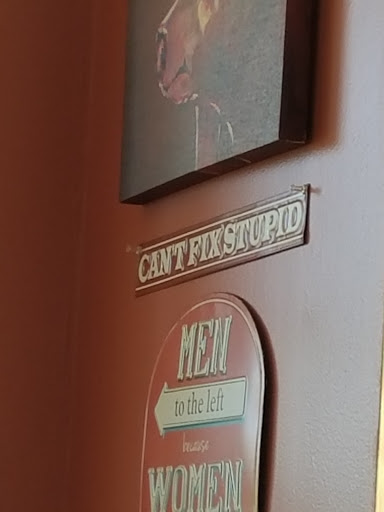 CAN'T FIX STUPID
MEN
to the left
because
WOMEN